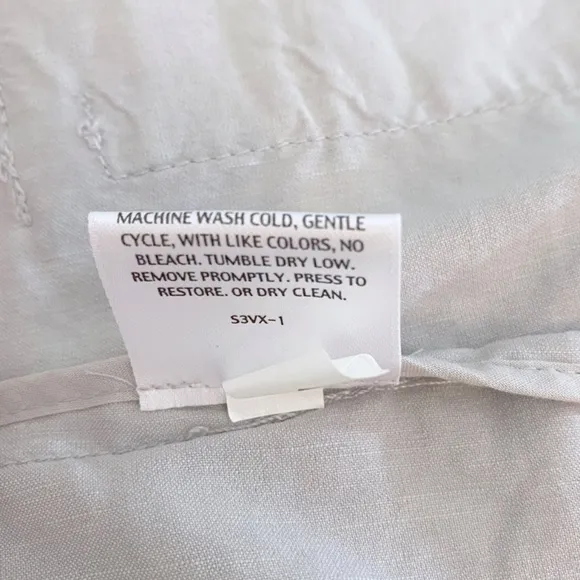 MACHINE WASH COLD, GENTLE
CYCLE, WITH LIKE COLORS, NO
BLEACH. TUMBLE DRY LOW.
REMOVE PROMPTLY. PRESS TO
RESTORE. OR DRY CLEAN.
S3VX-1